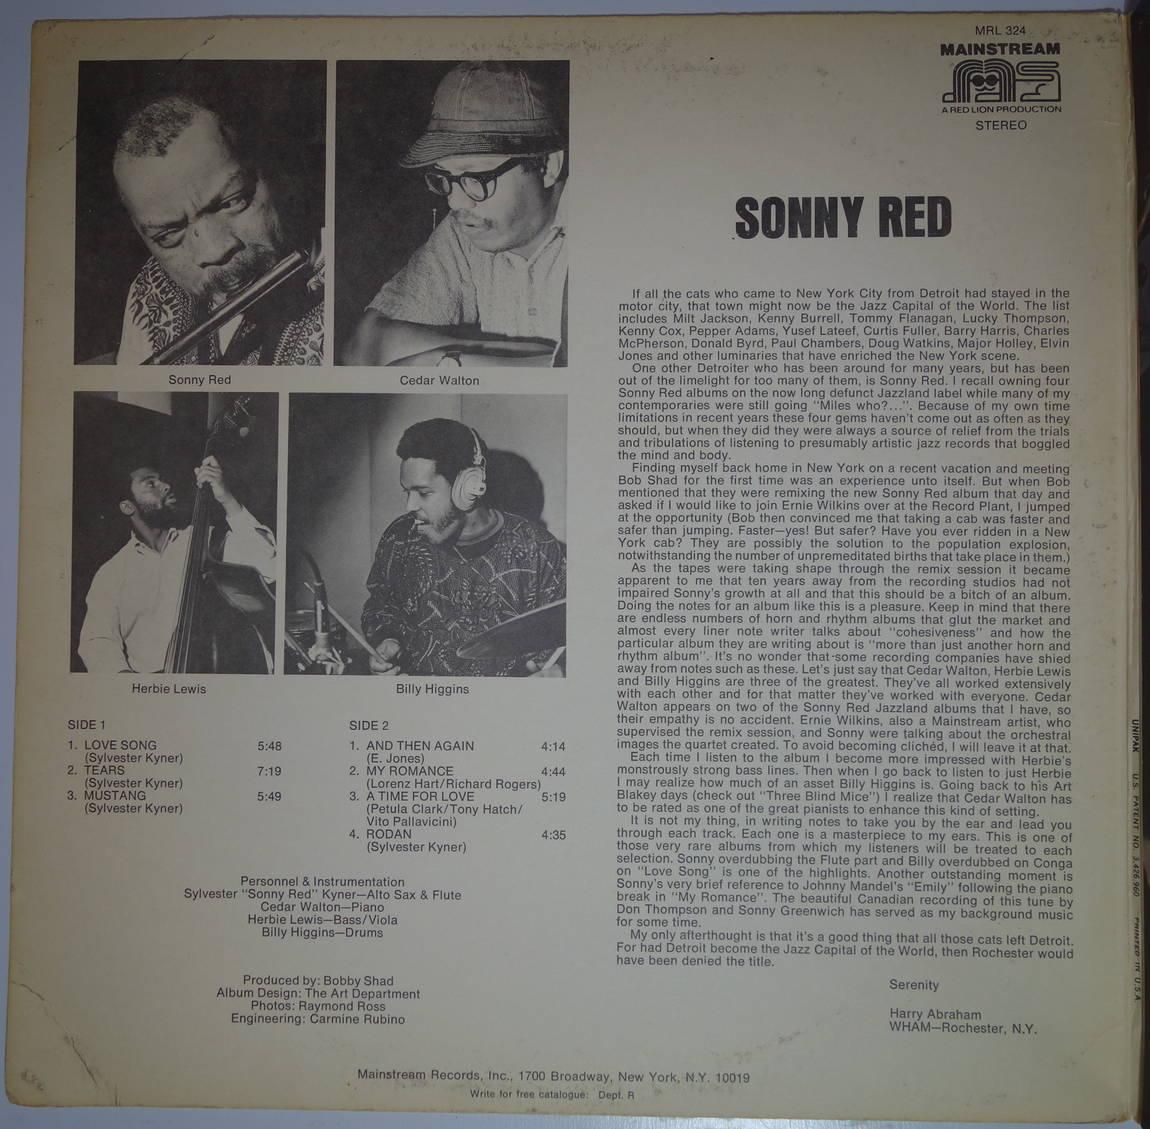 MRL 324
MAINSTREAM
A RED LION PRODUCTION
STEREO
Sonny Red
Cedar Walton
Herbie Lewis
Billy Higgins
SIDE 1
1. LOVE SONG 5:48
(Sylvester Kyner)
2. TEARS 7:19
(Sylvester Kyner)
3. MUSTANG 5:49
(Sylvester Kyner)
SIDE 2
1. AND THEN AGAIN 4:14
(E. Jones)
2. MY ROMANCE 4:44
(Lorenz Hart/Richard Rogers)
3. A TIME FOR LOVE 5:19
(Petula Clark/Tony Hatch/
Vito Pallavicini)
4. RODAN 4:35
(Sylvester Kyner)
Personnel & Instrumentation
Sylvester "Sonny Red" Kyner—Alto Sax & Flute
Cedar Walton—Piano
Herbie Lewis—Bass/Viola
Billy Higgins—Drums
Produced by: Bobby Shad
Album Design: The Art Department
Photos: Raymond Ross
Engineering: Carmine Rubino
SONNY RED
If all the cats who came to New York City from Detroit had stayed in the
motor city, that town might now be the Jazz Capital of the World. The list
includes Milt Jackson, Kenny Burrell, Tommy Flanagan, Lucky Thompson,
Kenny Cox, Pepper Adams, Yusef Lateef, Curtis Fuller, Barry Harris, Charles
McPherson, Donald Byrd, Paul Chambers, Doug Watkins, Major Holley, Elvin
Jones and other luminaries that have enriched the New York scene.
One other Detroiter who has been around for many years, but has been
out of the limelight for too many of them, is Sonny Red. I recall owning four
Sonny Red albums on the now long defunct Jazzland label while many of my
contemporaries were still going "Miles who?...". Because of my own time
limitations in recent years these four gems haven't come out as often as they
should, but when they did they were always a source of relief from the trials
and tribulations of listening to presumably artistic jazz records that boggled
the mind and body.
Finding myself back home in New York on a recent vacation and meeting
Bob Shad for the first time was an experience unto itself. But when Bob
mentioned that they were remixing the new Sonny Red album that day and
asked if I would like to join Ernie Wilkins over at the Record Plant, I jumped
at the opportunity (Bob then convinced me that taking a cab was faster and
safer than jumping. Faster—yes! But safer? Have you ever ridden in a New
York cab? They are possibly the solution to the population explosion,
notwithstanding the number of unpremeditated births that take place in them.)
As the tapes were taking shape through the remix session it became
apparent to me that ten years away from the recording studios had not
impaired Sonny's growth at all and that this should be a bitch of an album.
Doing the notes for an album like this is a pleasure. Keep in mind that there
are endless numbers of horn and rhythm albums that glut the market and
almost every liner note writer talks about "cohesiveness" and how the
particular album they are writing about is "more than just another horn and
rhythm album". It's no wonder that some recording companies have shied
away from notes such as these. Let's just say that Cedar Walton, Herbie Lewis
and Billy Higgins are three of the greatest. They've all worked extensively
with each other and for that matter they've worked with everyone. Cedar
Walton appears on two of the Sonny Red Jazzland albums that I have, so
their empathy is no accident. Ernie Wilkins, also a Mainstream artist, who
supervised the remix session, and Sonny were talking about the orchestral
images the quartet created. To avoid becoming clichéd, I will leave it at that.
Each time I listen to the album I become more impressed with Herbie's
monstrously strong bass lines. Then when I go back to listen to just Herbie
I may realize how much of an asset Billy Higgins is. Going back to his Art
Blakey days (check out "Three Blind Mice") I realize that Cedar Walton has
to be rated as one of the great pianists to enhance this kind of setting.
It is not my thing, in writing notes to take you by the ear and lead you
through each track. Each one is a masterpiece to my ears. This is one of
those very rare albums from which my listeners will be treated to each
selection. Sonny overdubbing the Flute part and Billy overdubbed on Conga
on "Love Song" is one of the highlights. Another outstanding moment is
Sonny's very brief reference to Johnny Mandel's "Emily" following the piano
break in "My Romance". The beautiful Canadian recording of this tune by
Don Thompson and Sonny Greenwich has served as my background music
for some time.
My only afterthought is that it's a good thing that all those cats left Detroit.
For had Detroit become the Jazz Capital of the World, then Rochester would
have been denied the title.
Serenity
Harry Abraham
WHAM—Rochester, N.Y.
Mainstream Records, Inc., 1700 Broadway, New York, N.Y. 10019
Write for free catalogue: Dept. R
UNIPAK U.S. PATENT NO. 3,426,960 PRINTED IN U.S.A.